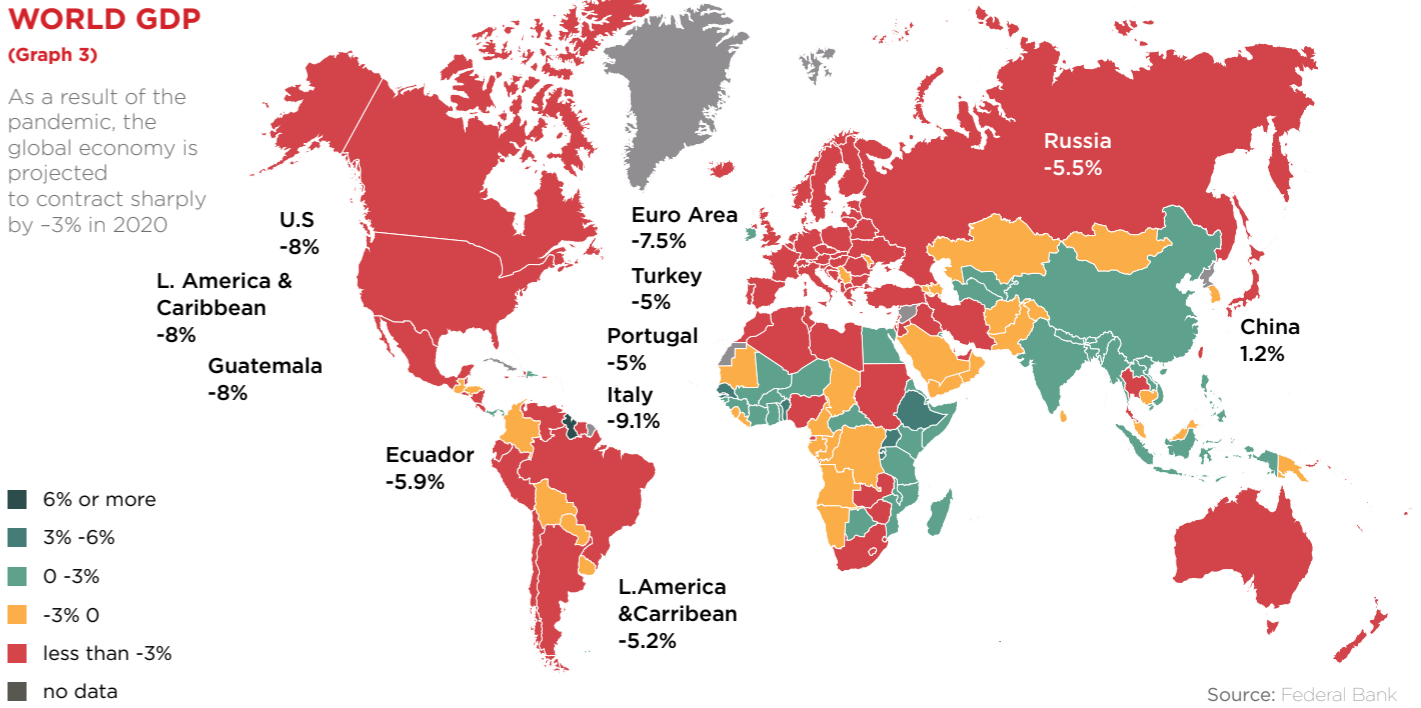 WORLD GDP
(Graph 3)
As a result of the
pandemic, the
global economy is
projected
to contract sharply
by –3% in 2020
U.S
-8%
L. America &
Caribbean
-8%
Guatemala
-8%
Ecuador
-5.9%
L.America
&Carribean
-5.2%
Euro Area
-7.5%
Turkey
-5%
Portugal
-5%
Italy
-9.1%
Russia
-5.5%
China
1.2%
6% or more
3% -6%
0 -3%
-3% 0
less than -3%
no data
Source: Federal Bank